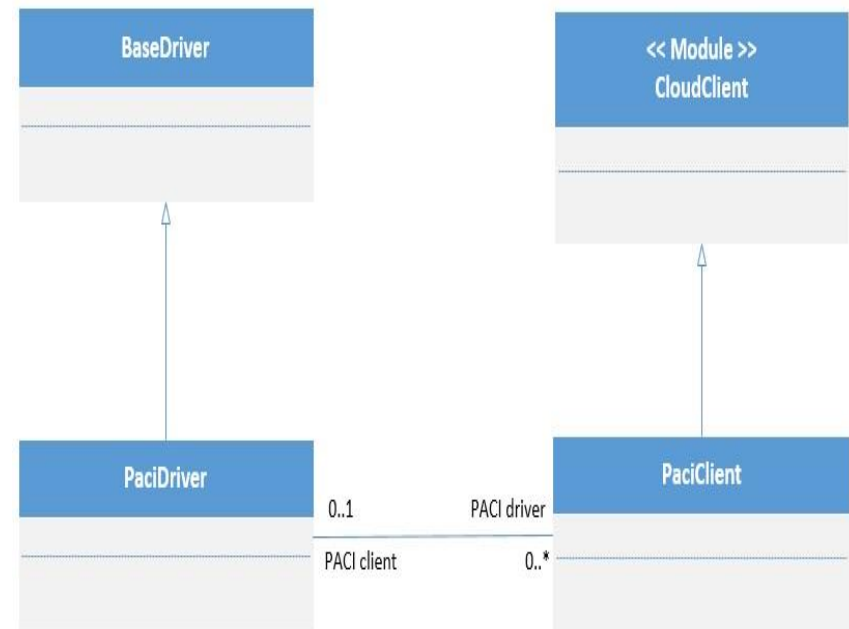 BaseDriver
<< Module >>
CloudClient
PaciDriver
PaciClient
0..1
PACI driver
PACI client
0..*